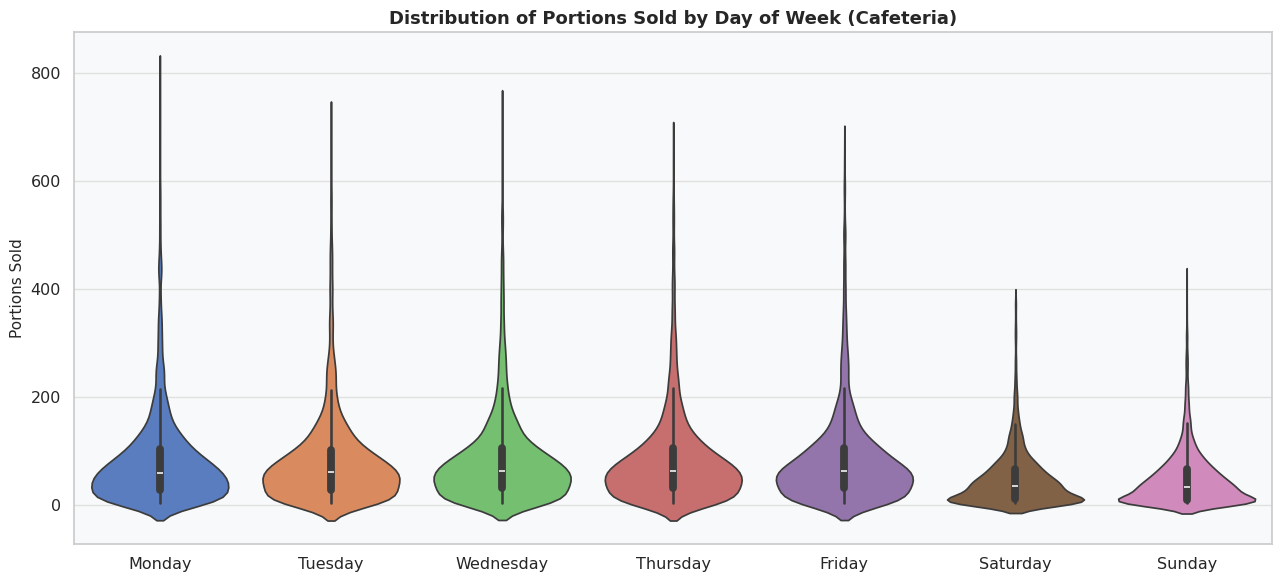 Distribution of Portions Sold by Day of Week (Cafeteria)
Portions Sold
800
600
400
200
0
Monday Tuesday Wednesday Thursday Friday Saturday Sunday